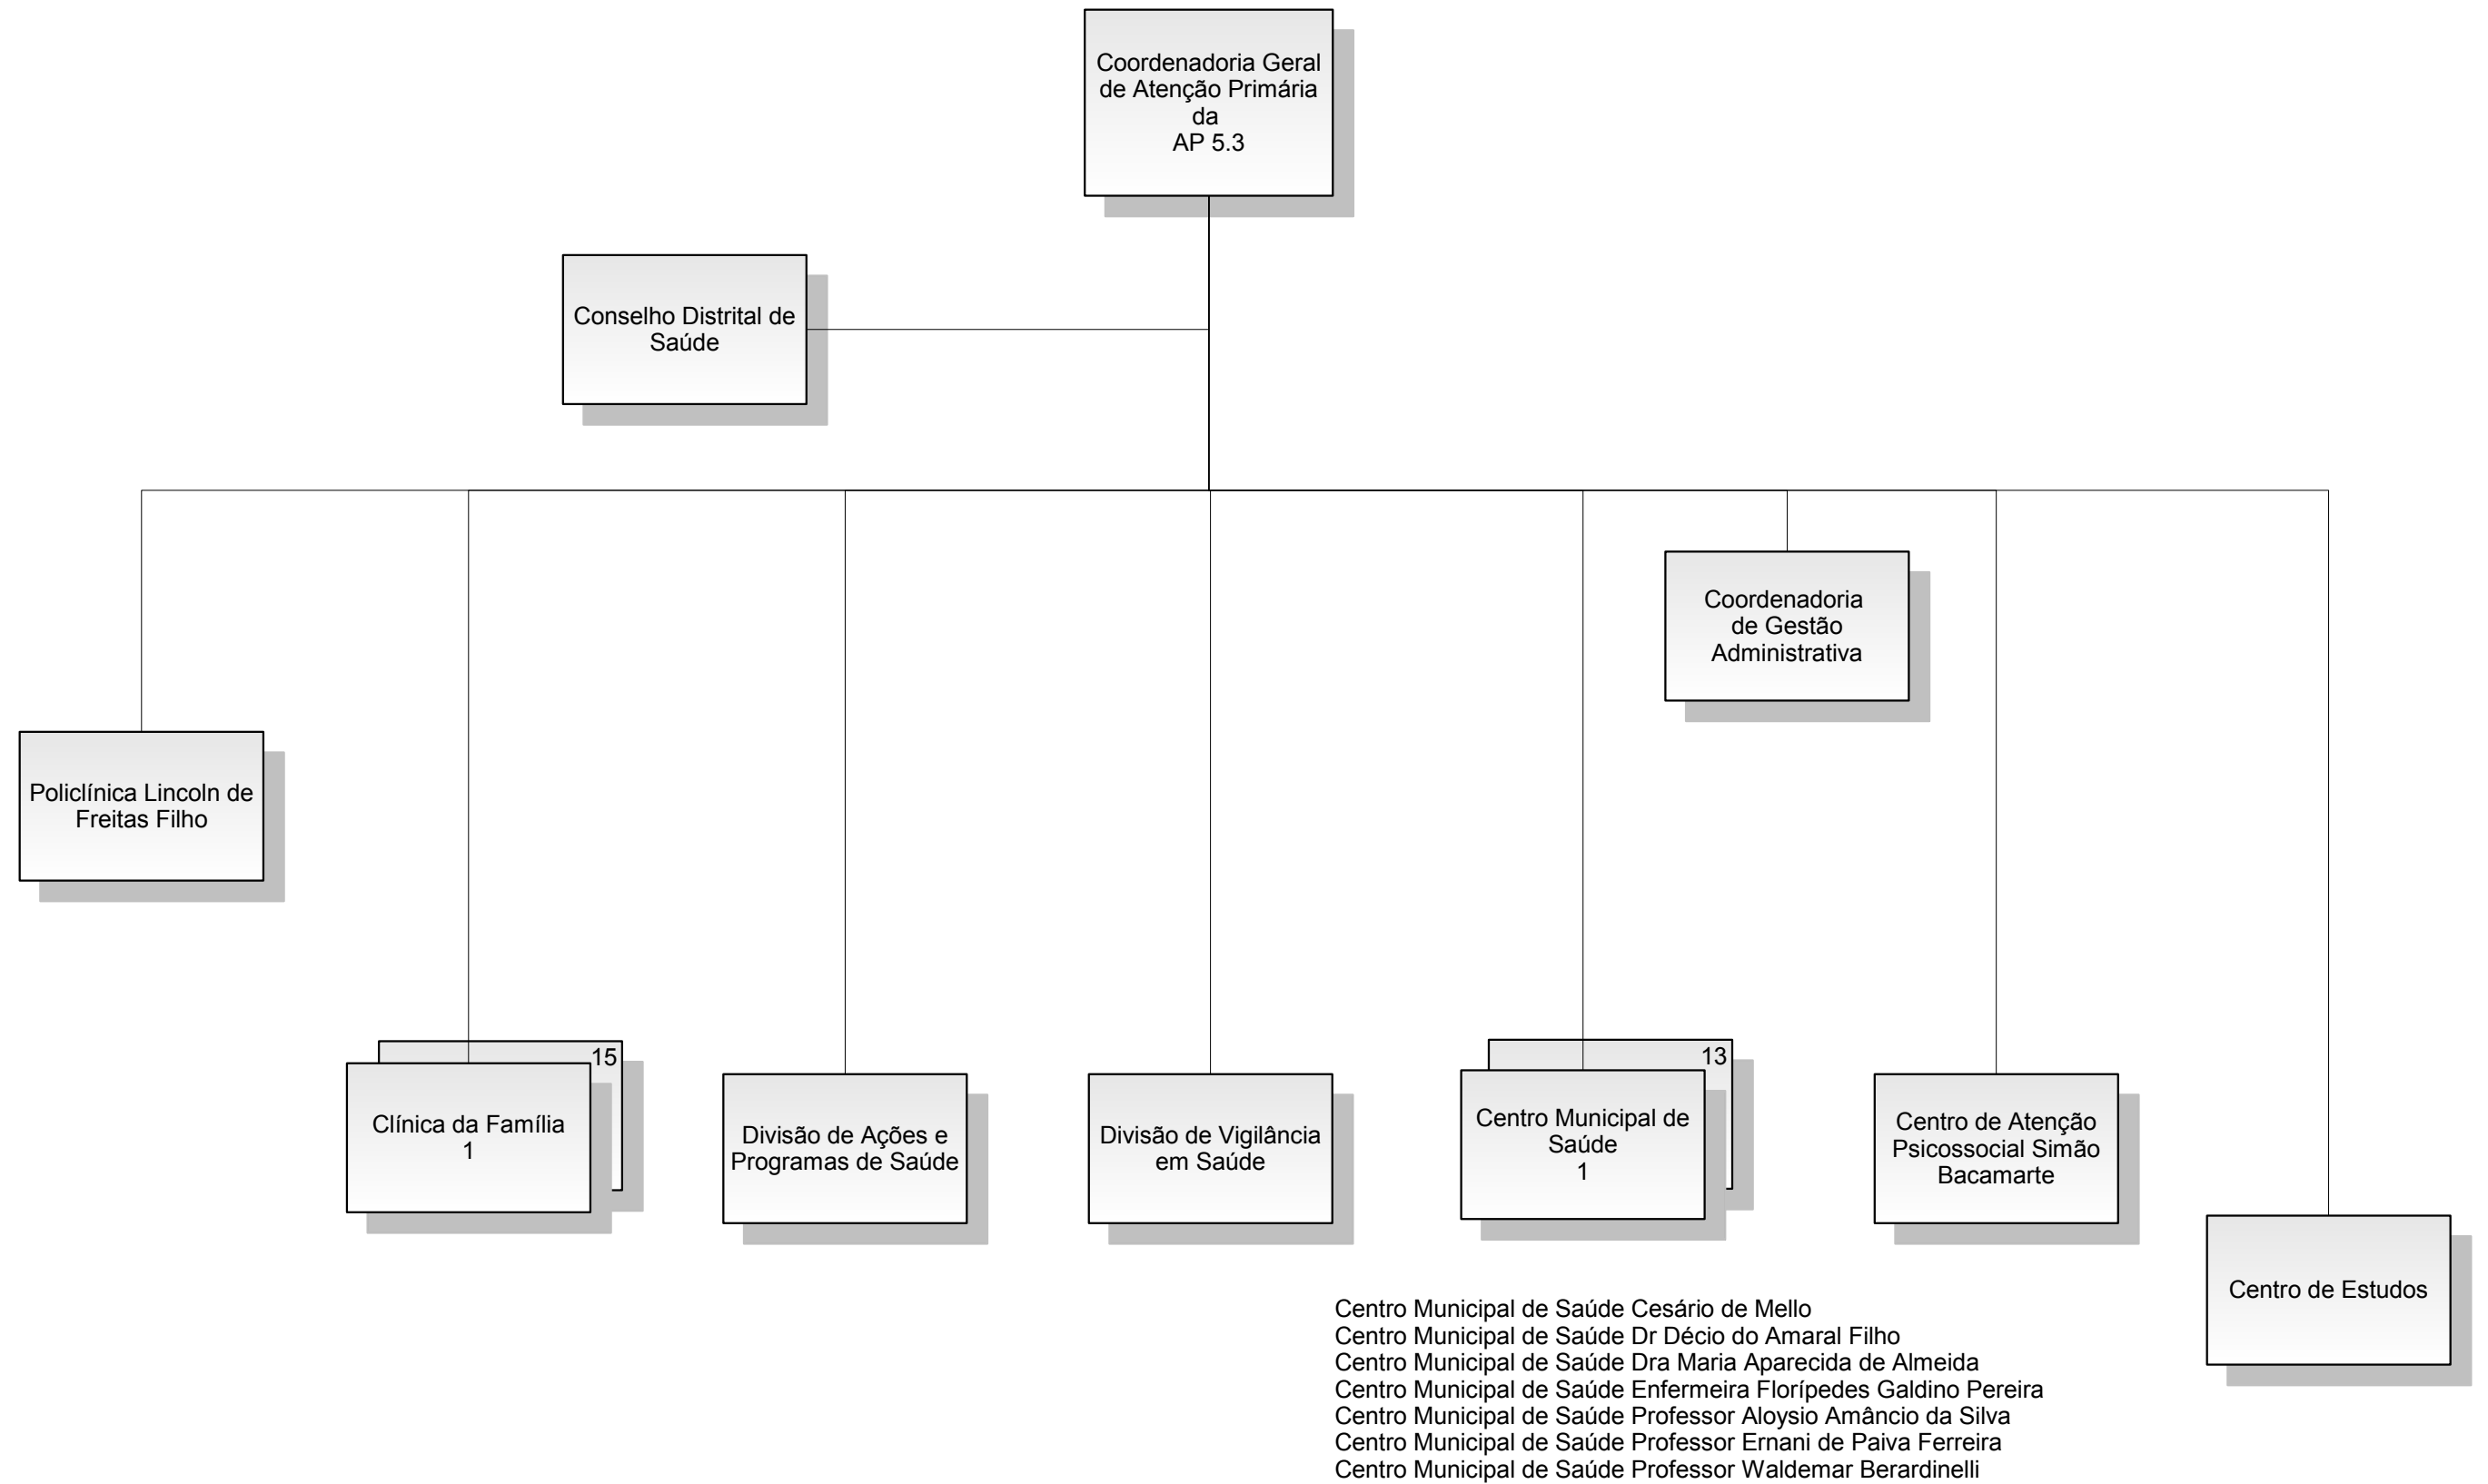 Coordenadoria Geral
de Atenção Primária
da
AP 5.3
Conselho Distrital de
Saúde
Coordenadoria
de Gestão
Administrativa
Policlínica Lincoln de
Freitas Filho
15
Clínica da Família
1
Divisão de Ações e
Programas de Saúde
Divisão de Vigilância
em Saúde
13
Centro Municipal de
Saúde
1
Centro de Atenção
Psicossocial Simão
Bacamarte
Centro de Estudos
Centro Municipal de Saúde Cesário de Mello
Centro Municipal de Saúde Dr Décio do Amaral Filho
Centro Municipal de Saúde Dra Maria Aparecida de Almeida
Centro Municipal de Saúde Enfermeira Florípedes Galdino Pereira
Centro Municipal de Saúde Professor Aloysio Amâncio da Silva
Centro Municipal de Saúde Professor Ernani de Paiva Ferreira
Centro Municipal de Saúde Professor Waldemar Berardinelli